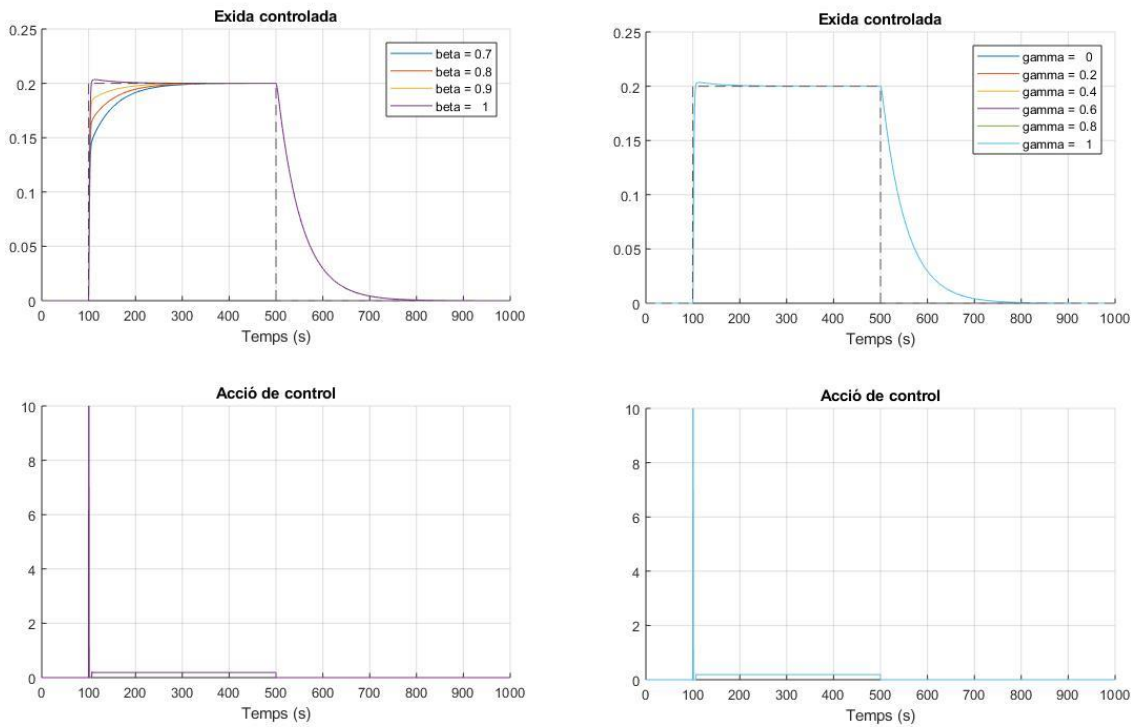 Exida controlada
0.25
0.2
0.15
0.1
0.05
0
beta = 0.7
beta = 0.8
beta = 0.9
beta = 1
0 100 200 300 400 500 600 700 800 900 1000
Temps (s)
Exida controlada
0.25
0.2
0.15
0.1
0.05
0
gamma = 0
gamma = 0.2
gamma = 0.4
gamma = 0.6
gamma = 0.8
gamma = 1
0 100 200 300 400 500 600 700 800 900 1000
Temps (s)
Acció de control
10
8
6
4
2
0
0 100 200 300 400 500 600 700 800 900 1000
Temps (s)
Acció de control
10
8
6
4
2
0
0 100 200 300 400 500 600 700 800 900 1000
Temps (s)